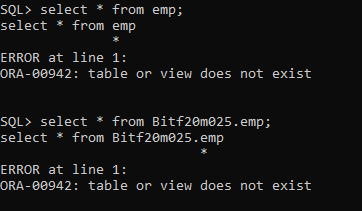 SQL> select * from emp;
select * from emp
*
ERROR at line 1:
ORA-00942: table or view does not exist
SQL> select * from Bitf20m025.emp;
select * from Bitf20m025.emp
*
ERROR at line 1:
ORA-00942: table or view does not exist